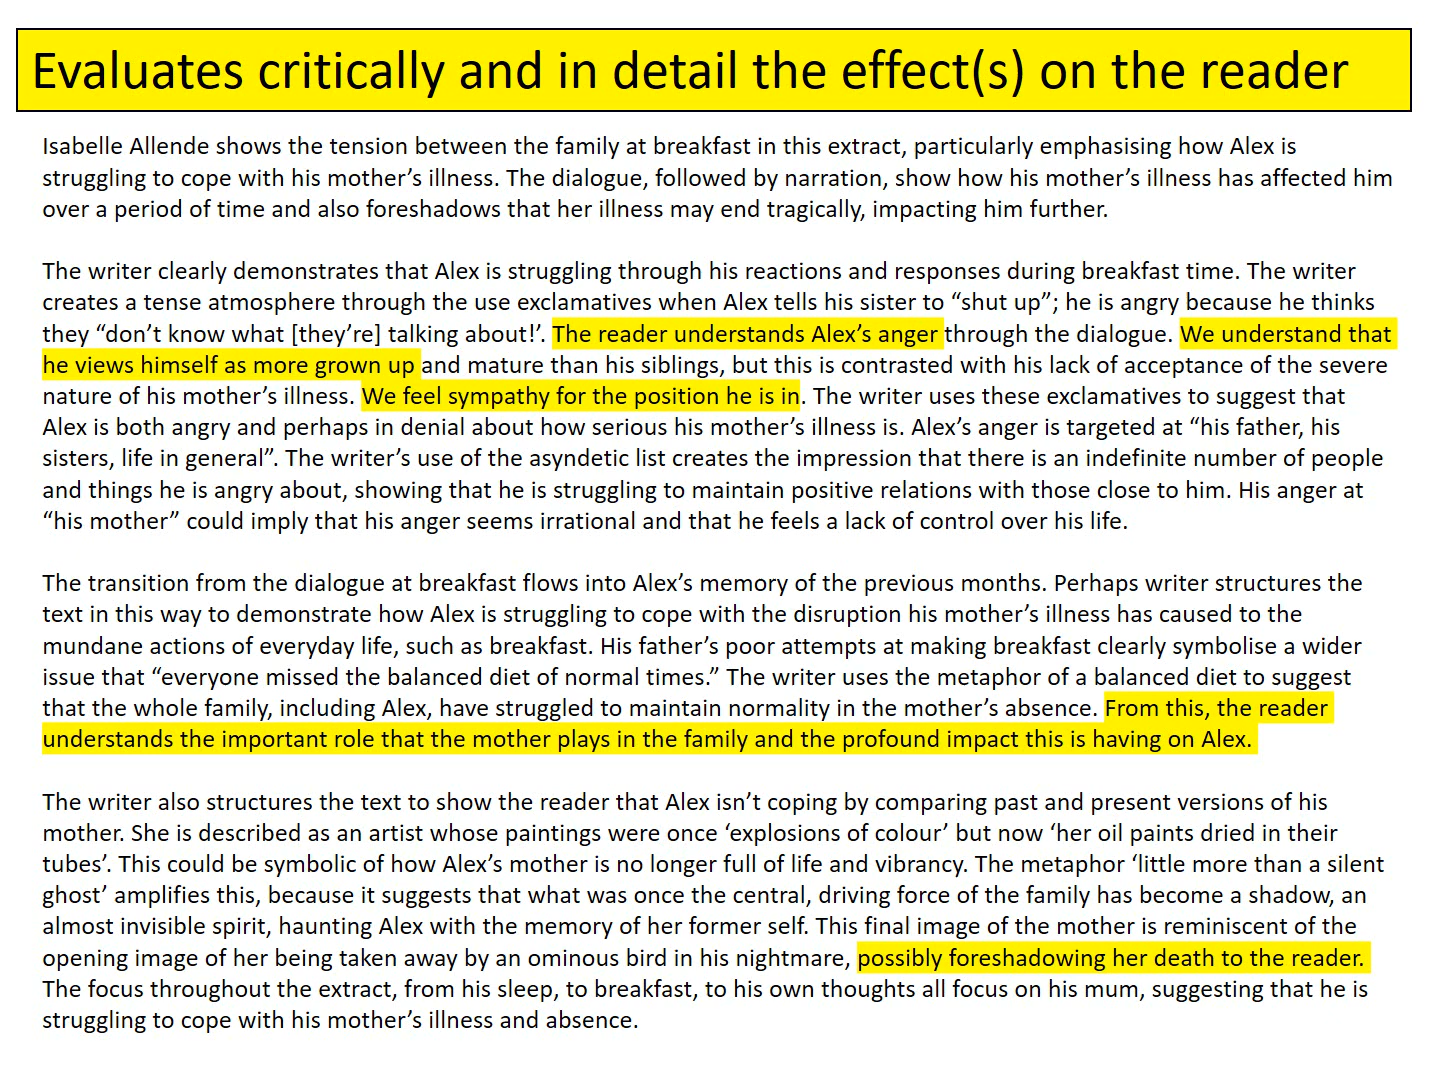 Evaluates critically and in detail the effect(s) on the reader
Isabelle Allende shows the tension between the family at breakfast in this extract, particularly emphasising how Alex is
struggling to cope with his mother’s illness. The dialogue, followed by narration, show how his mother’s illness has affected him
over a period of time and also foreshadows that her illness may end tragically, impacting him further.
The writer clearly demonstrates that Alex is struggling through his reactions and responses during breakfast time. The writer
creates a tense atmosphere through the use exclamatives when Alex tells his sister to “shut up”; he is angry because he thinks
they “don’t know what [they’re] talking about!’. The reader understands Alex’s anger through the dialogue. We understand that
he views himself as more grown up and mature than his siblings, but this is contrasted with his lack of acceptance of the severe
nature of his mother’s illness. We feel sympathy for the position he is in. The writer uses these exclamatives to suggest that
Alex is both angry and perhaps in denial about how serious his mother’s illness is. Alex’s anger is targeted at “his father, his
sisters, life in general”. The writer’s use of the asyndetic list creates the impression that there is an indefinite number of people
and things he is angry about, showing that he is struggling to maintain positive relations with those close to him. His anger at
“his mother” could imply that his anger seems irrational and that he feels a lack of control over his life.
The transition from the dialogue at breakfast flows into Alex’s memory of the previous months. Perhaps writer structures the
text in this way to demonstrate how Alex is struggling to cope with the disruption his mother’s illness has caused to the
mundane actions of everyday life, such as breakfast. His father’s poor attempts at making breakfast clearly symbolise a wider
issue that “everyone missed the balanced diet of normal times.” The writer uses the metaphor of a balanced diet to suggest
that the whole family, including Alex, have struggled to maintain normality in the mother’s absence. From this, the reader
understands the important role that the mother plays in the family and the profound impact this is having on Alex.
The writer also structures the text to show the reader that Alex isn’t coping by comparing past and present versions of his
mother. She is described as an artist whose paintings were once ‘explosions of colour’ but now ‘her oil paints dried in their
tubes’. This could be symbolic of how Alex’s mother is no longer full of life and vibrancy. The metaphor ‘little more than a silent
ghost’ amplifies this, because it suggests that what was once the central, driving force of the family has become a shadow, an
almost invisible spirit, haunting Alex with the memory of her former self. This final image of the mother is reminiscent of the
opening image of her being taken away by an ominous bird in his nightmare, possibly foreshadowing her death to the reader.
The focus throughout the extract, from his sleep, to breakfast, to his own thoughts all focus on his mum, suggesting that he is
struggling to cope with his mother’s illness and absence.